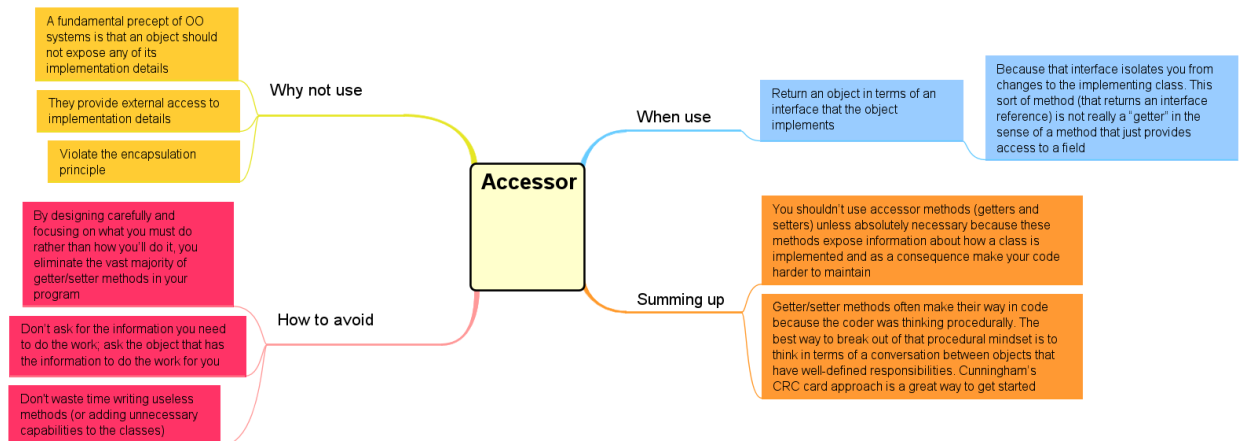 Accessor
Why not use
A fundamental precept of OO
systems is that an object should
not expose any of its
implementation details
They provide external access to
implementation details
Violate the encapsulation
principle
How to avoid
By designing carefully and
focusing on what you must do
rather than how you'll do it, you
eliminate the vast majority of
getter/setter methods in your
program
Don't ask for the information you need
to do the work; ask the object that has
the information to do the work for you
Don't waste time writing useless
methods (or adding unnecessary
capabilities to the classes)
When use
Return an object in terms of an
interface that the object
implements
Because that interface isolates you from
changes to the implementing class. This
sort of method (that returns an interface
reference) is not really a "getter" in the
sense of a method that just provides
access to a field
Summing up
You shouldn't use accessor methods (getters and
setters) unless absolutely necessary because these
methods expose information about how a class is
implemented and as a consequence make your code
harder to maintain
Getter/setter methods often make their way in code
because the coder was thinking procedurally. The
best way to break out of that procedural mindset is to
think in terms of a conversation between objects that
have well-defined responsibilities. Cunningham's
CRC card approach is a great way to get started